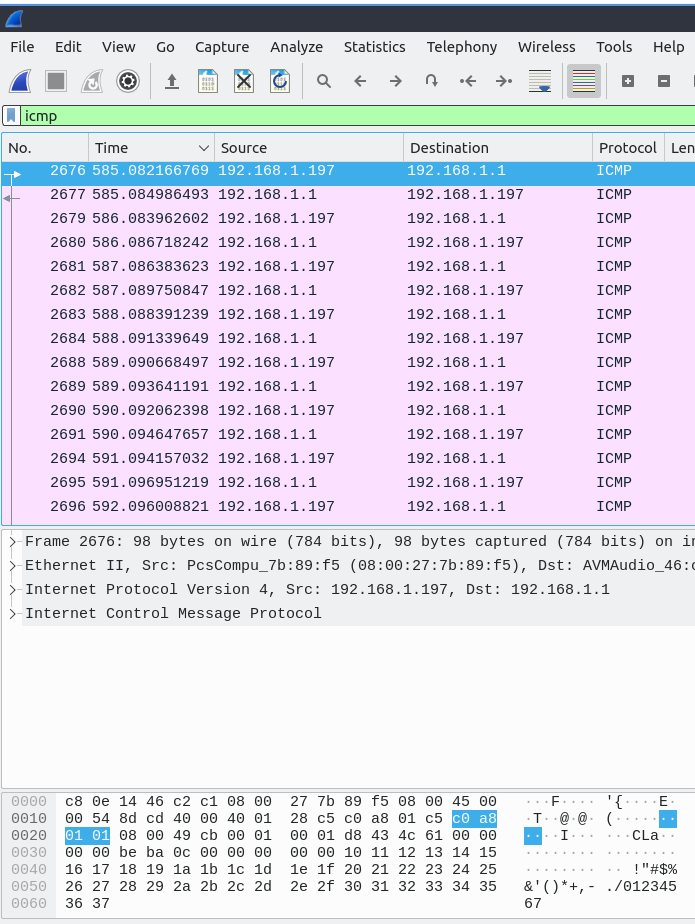 File Edit View Go Capture Analyze Statistics Telephony Wireless Tools Help
icmp
No. Time Source Destination Protocol Len
2676 585.082166769 192.168.1.197 192.168.1.1 ICMP
2677 585.084986493 192.168.1.1 192.168.1.197 ICMP
2679 586.083962602 192.168.1.197 192.168.1.1 ICMP
2680 586.086718242 192.168.1.1 192.168.1.197 ICMP
2681 587.086383623 192.168.1.197 192.168.1.1 ICMP
2682 587.089750847 192.168.1.1 192.168.1.197 ICMP
2683 588.088391239 192.168.1.197 192.168.1.1 ICMP
2684 588.091339649 192.168.1.1 192.168.1.197 ICMP
2688 589.090668497 192.168.1.197 192.168.1.1 ICMP
2689 589.093641191 192.168.1.1 192.168.1.197 ICMP
2690 590.092062398 192.168.1.197 192.168.1.1 ICMP
2691 590.094647657 192.168.1.1 192.168.1.197 ICMP
2694 591.094157032 192.168.1.197 192.168.1.1 ICMP
2695 591.096951219 192.168.1.1 192.168.1.197 ICMP
2696 592.096008821 192.168.1.197 192.168.1.1 ICMP
Frame 2676: 98 bytes on wire (784 bits), 98 bytes captured (784 bits) on in
Ethernet II, Src: PcsCompu_7b:89:f5 (08:00:27:7b:89:f5), Dst: AVMAudio_46:c
Internet Protocol Version 4, Src: 192.168.1.197, Dst: 192.168.1.1
Internet Control Message Protocol
0000 c8 0e 14 46 c2 c1 08 00 27 7b 89 f5 08 00 45 00 ···F···· '{····E·
0010 00 54 8d cd 40 00 40 01 28 c5 c0 a8 01 c5 c0 a8 ·T··@·@· (·······
0020 01 01 08 00 49 cb 00 01 00 01 d8 43 4c 61 00 00 ····I··· ···CLa··
0030 00 00 be ba 0c 00 00 00 00 00 10 11 12 13 14 15 ········ ········
0040 16 17 18 19 1a 1b 1c 1d 1e 1f 20 21 22 23 24 25 ········ ·· !"#$%
0050 26 27 28 29 2a 2b 2c 2d 2e 2f 30 31 32 33 34 35 &'()*+,- ./012345
0060 36 37 67